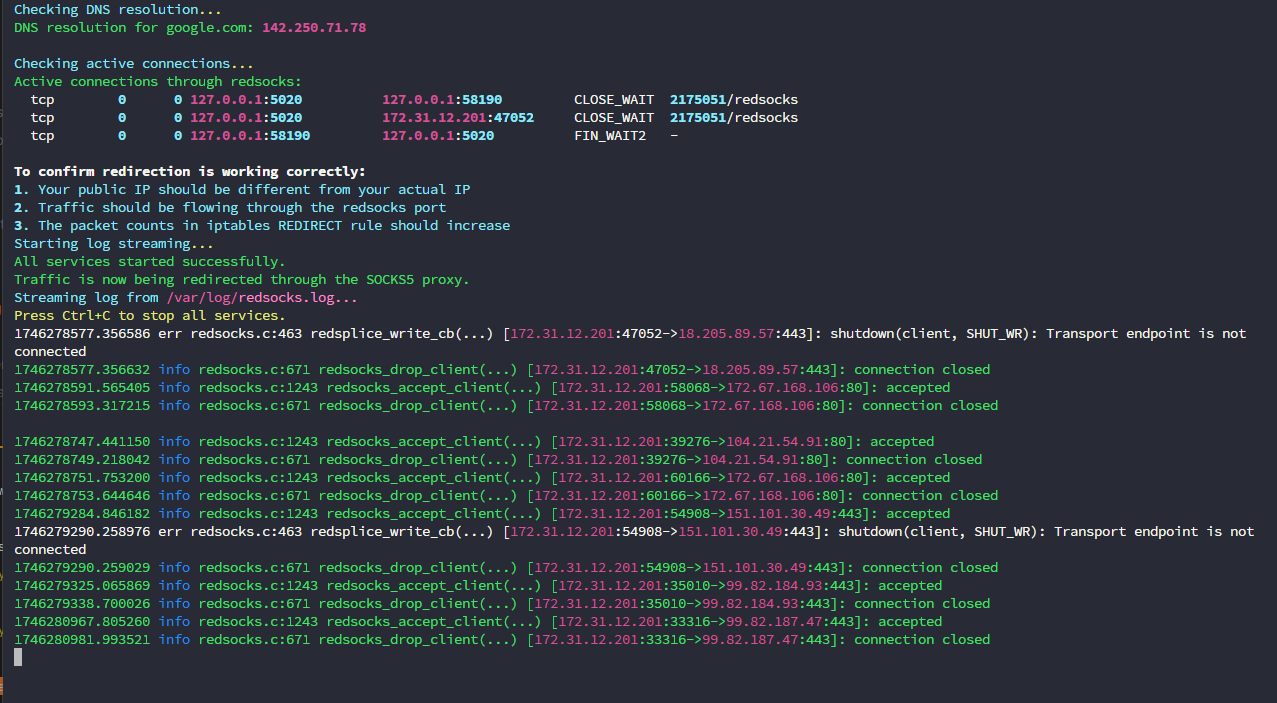 Checking DNS resolution...
DNS resolution for google.com: 142.250.71.78
Checking active connections...
Active connections through redsocks:
tcp 0 0 127.0.0.1:5020 127.0.0.1:58190 CLOSE_WAIT 2175051/redsocks
tcp 0 0 127.0.0.1:5020 172.31.12.201:47052 CLOSE_WAIT 2175051/redsocks
tcp 0 0 127.0.0.1:58190 127.0.0.1:5020 FIN_WAIT2 -
To confirm redirection is working correctly:
1. Your public IP should be different from your actual IP
2. Traffic should be flowing through the redsocks port
3. The packet counts in iptables REDIRECT rule should increase
Starting log streaming...
All services started successfully.
Traffic is now being redirected through the SOCKS5 proxy.
Streaming log from /var/log/redsocks.log...
Press Ctrl+C to stop all services.
1746278577.356586 err redsocks.c:463 redsplice_write_cb(...) [172.31.12.201:47052->18.205.89.57:443]: shutdown(client, SHUT_WR): Transport endpoint is not
connected
1746278577.356632 info redsocks.c:671 redsocks_drop_client(...) [172.31.12.201:47052->18.205.89.57:443]: connection closed
1746278591.565405 info redsocks.c:1243 redsocks_accept_client(...) [172.31.12.201:58068->172.67.168.106:80]: accepted
1746278593.317215 info redsocks.c:671 redsocks_drop_client(...) [172.31.12.201:58068->172.67.168.106:80]: connection closed
1746278747.441150 info redsocks.c:1243 redsocks_accept_client(...) [172.31.12.201:39276->104.21.54.91:80]: accepted
1746278749.218042 info redsocks.c:671 redsocks_drop_client(...) [172.31.12.201:39276->104.21.54.91:80]: connection closed
1746278751.753200 info redsocks.c:1243 redsocks_accept_client(...) [172.31.12.201:60166->172.67.168.106:80]: accepted
1746278753.644646 info redsocks.c:671 redsocks_drop_client(...) [172.31.12.201:60166->172.67.168.106:80]: connection closed
1746279284.846182 info redsocks.c:1243 redsocks_accept_client(...) [172.31.12.201:54908->151.101.30.49:443]: accepted
1746279290.258976 err redsocks.c:463 redsplice_write_cb(...) [172.31.12.201:54908->151.101.30.49:443]: shutdown(client, SHUT_WR): Transport endpoint is not
connected
1746279290.259029 info redsocks.c:671 redsocks_drop_client(...) [172.31.12.201:54908->151.101.30.49:443]: connection closed
1746279325.065869 info redsocks.c:1243 redsocks_accept_client(...) [172.31.12.201:35010->99.82.184.93:443]: accepted
1746279338.700026 info redsocks.c:671 redsocks_drop_client(...) [172.31.12.201:35010->99.82.184.93:443]: connection closed
1746280967.805260 info redsocks.c:1243 redsocks_accept_client(...) [172.31.12.201:33316->99.82.187.47:443]: accepted
1746280981.993521 info redsocks.c:671 redsocks_drop_client(...) [172.31.12.201:33316->99.82.187.47:443]: connection closed